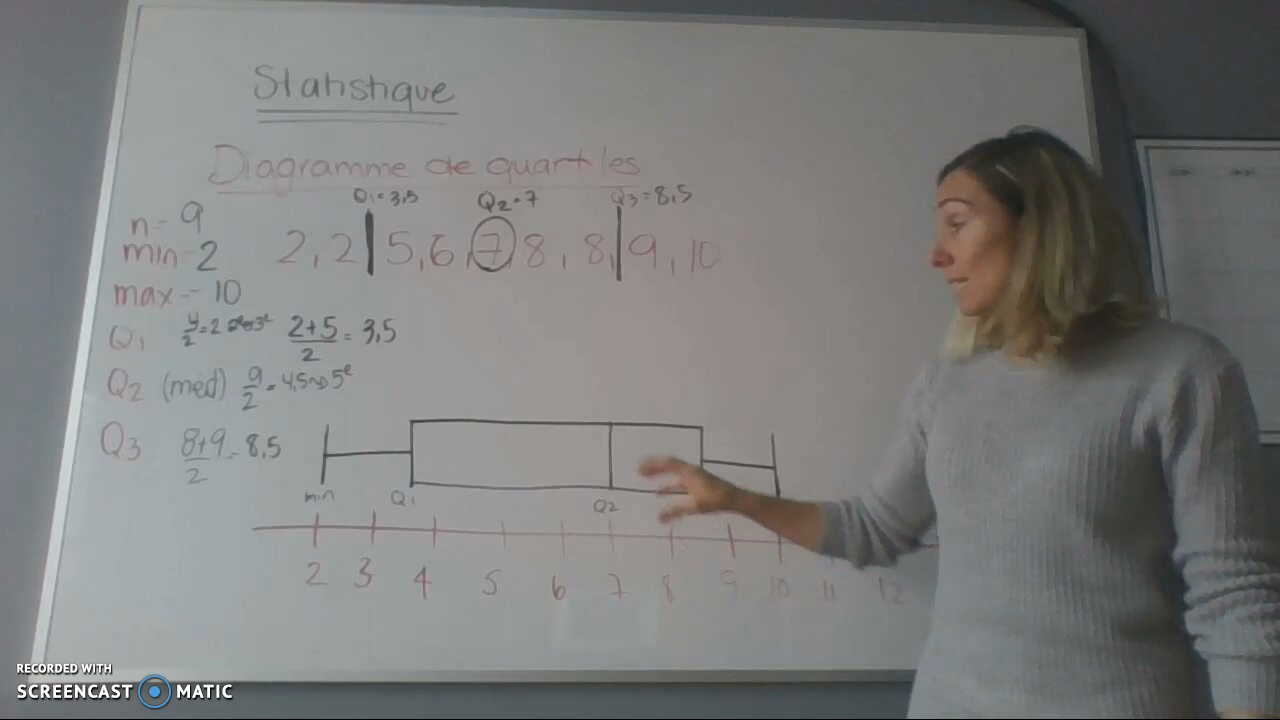 Statistique
Diagramme de quartiles
Q1=3,5 Q2=7 Q3=8,5
n=9
min=2
2, 2 | 5, 6, 7, 8, 8, | 9, 10
max=10
Q1 4/2=2 2+5/2=3,5
Q2 (med) 9/2=4,5 → 5e
Q3 8+9/2=8,5
min Q1 Q2
2 3 4 5 6 7 8 9 10 11 12
RECORDED WITH
SCREENCAST MATIC